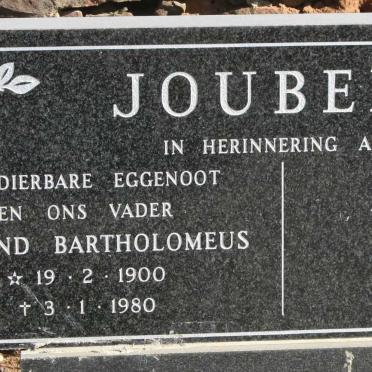 JOUBE
IN HERINNERING A
DIERBARE EGGENOOT
EN ONS VADER
ND BARTHOLOMEUS
☆ 19 · 2 · 1900
† 3 · 1 · 1980